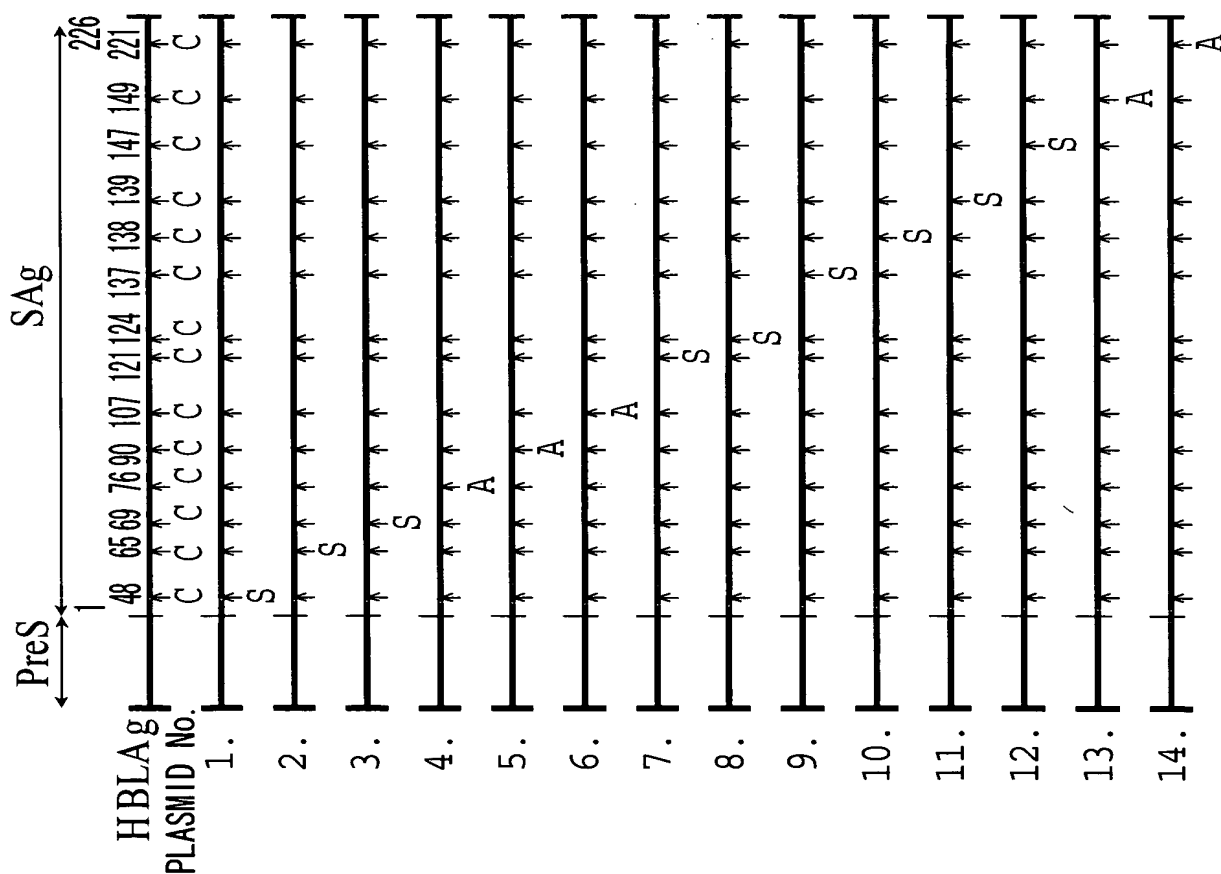 PreS SAg
1 226
HBLAg 48 65 69 76 90 107 121 124 137 138 139 147 149 221
PLASMID No. C C C C C C C C C C C C C C
1. S
2. S
3. S
4. A
5. A
6. A
7. S
8. S
9. S
10. S
11. S
12. S
13. A
14. A